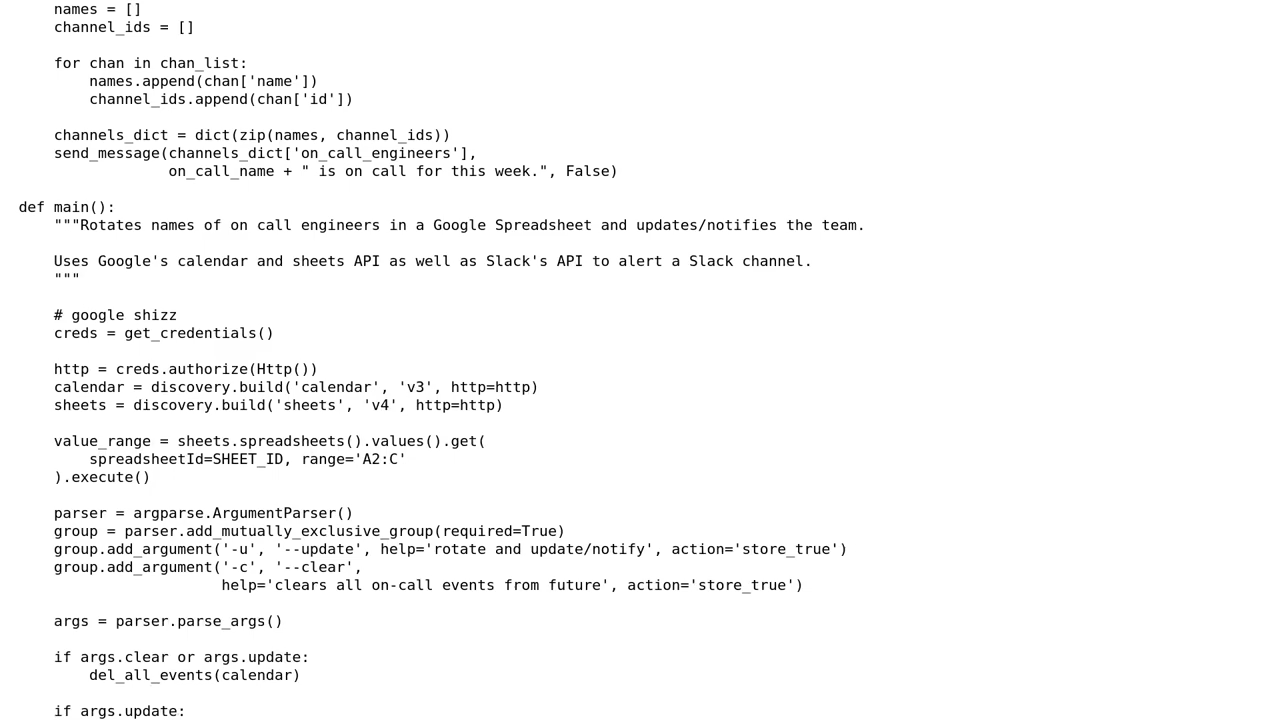 names = []
    channel_ids = []

    for chan in chan_list:
        names.append(chan['name'])
        channel_ids.append(chan['id'])

    channels_dict = dict(zip(names, channel_ids))
    send_message(channels_dict['on_call_engineers'],
                 on_call_name + " is on call for this week.", False)

def main():
    """Rotates names of on call engineers in a Google Spreadsheet and updates/notifies the team.

    Uses Google's calendar and sheets API as well as Slack's API to alert a Slack channel.
    """

    # google shizz
    creds = get_credentials()

    http = creds.authorize(Http())
    calendar = discovery.build('calendar', 'v3', http=http)
    sheets = discovery.build('sheets', 'v4', http=http)

    value_range = sheets.spreadsheets().values().get(
        spreadsheetId=SHEET_ID, range='A2:C'
    ).execute()

    parser = argparse.ArgumentParser()
    group = parser.add_mutually_exclusive_group(required=True)
    group.add_argument('-u', '--update', help='rotate and update/notify', action='store_true')
    group.add_argument('-c', '--clear',
                       help='clears all on-call events from future', action='store_true')

    args = parser.parse_args()

    if args.clear or args.update:
        del_all_events(calendar)

    if args.update: